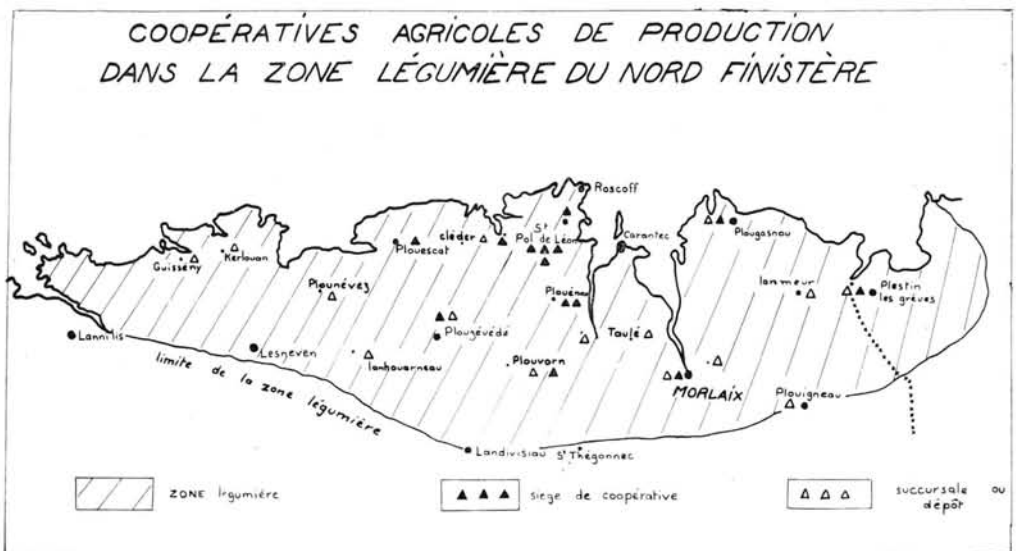 COOPÉRATIVES AGRICOLES DE PRODUCTION
DANS LA ZONE LÉGUMIÈRE DU NORD FINISTÈRE
Roscoff
Cléder
St
Pol de Léon
Carantec
Plougasnou
Kerlouan
Guissény
Plouescat
Plounévez
Plouénan
Lanmeur
Plestin
les grèves
Plougévédé
Taulé
Lannilis
Lesneven
Lanhouarneau
Plouvorn
MORLAIX
Plouigneau
limite de la zone légumière
Landivisiau
St Thégonnec
ZONE légumière
siège de coopérative
succursale ou
dépôt